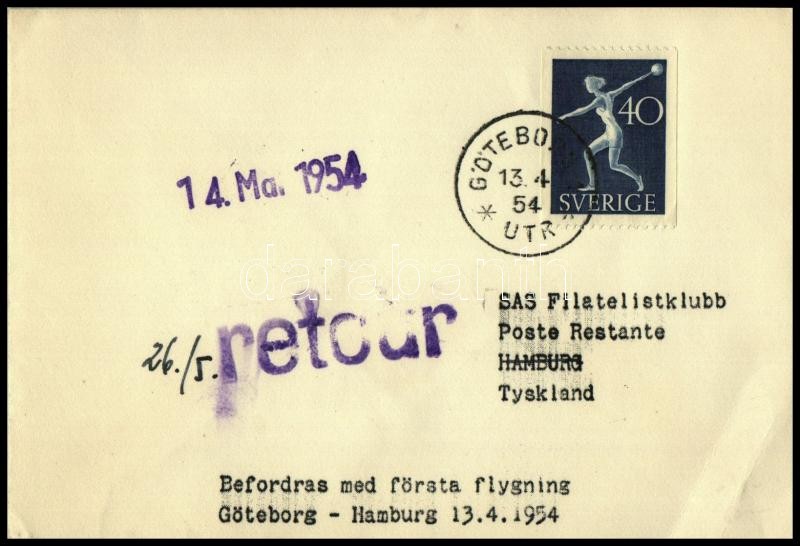 40
SVERIGE
GÖTEBORG
13.4
54
UTR
14. Mai 1954
retour
26./5.
SAS Filatelistklubb
Poste Restante
HAMBURG
Tyskland
Befordras med första flygning
Göteborg - Hamburg 13.4.1954
darabanth